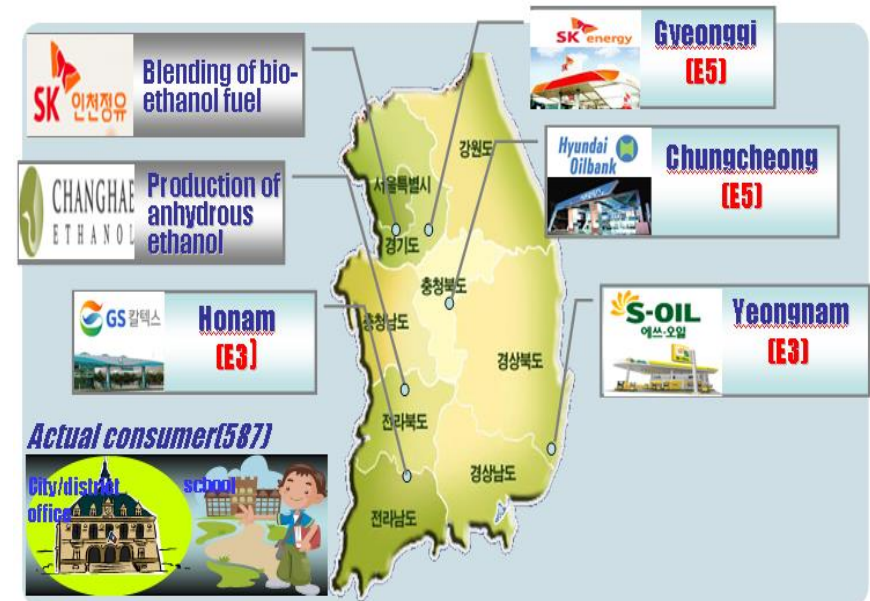 SK 인천정유
Blending of bio-
ethanol fuel
CHANGHAE
ETHANOL
Production of
anhydrous
ethanol
GS 칼텍스
Honam
(E3)
SK energy
Gyeonggi
(E5)
Hyundai
Oilbank
Chungcheong
(E5)
S-OIL
에쓰-오일
Yeongnam
(E3)
강원도
서울특별시
경기도
충청북도
충청남도
경상북도
전라북도
경상남도
전라남도
Actual consumer(587)
City/district
office
school